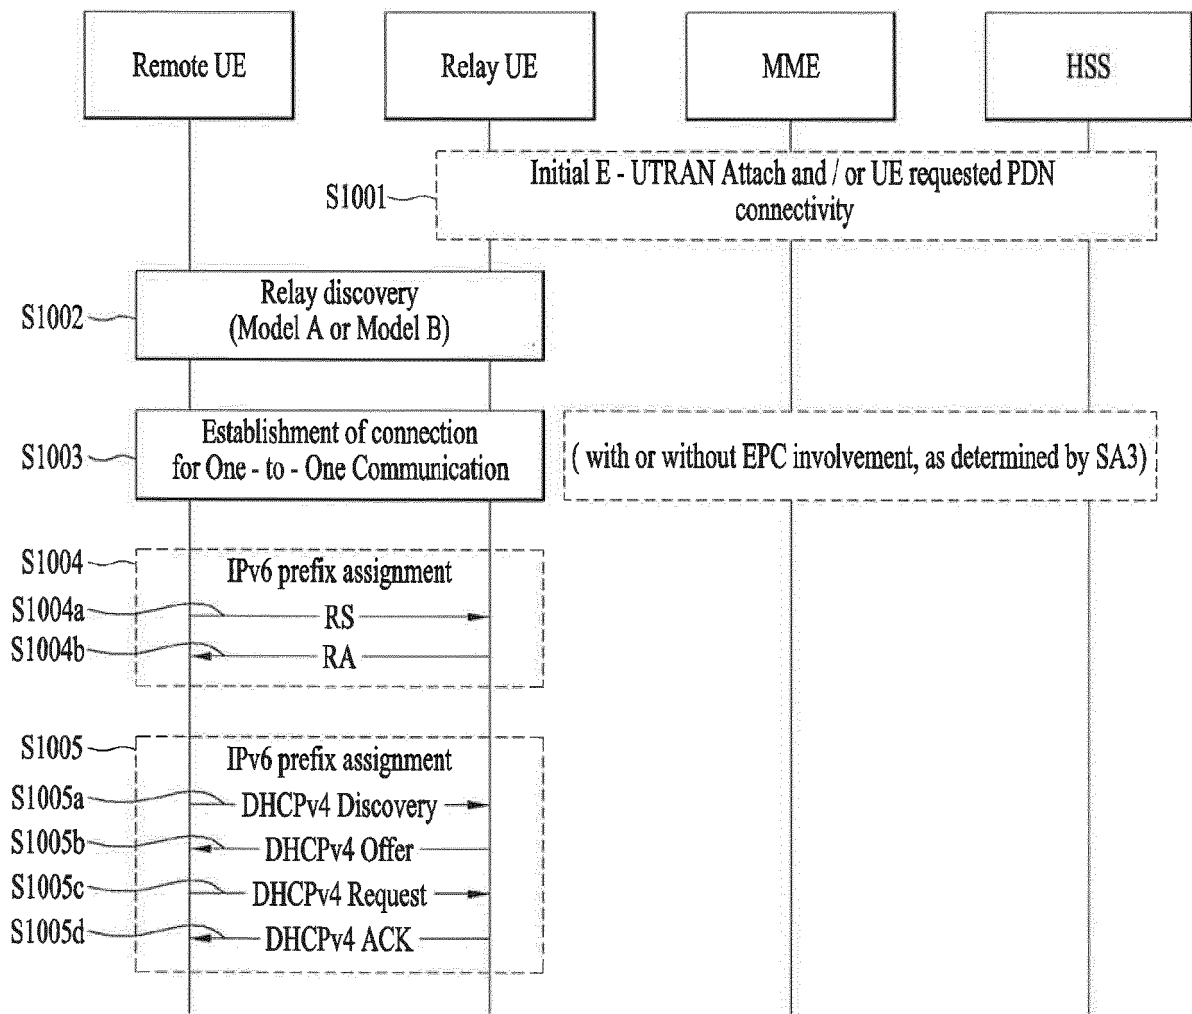 Remote UE
Relay UE
MME
HSS
S1001
Initial E - UTRAN Attach and / or UE requested PDN
connectivity
S1002
Relay discovery
(Model A or Model B)
S1003
Establishment of connection
for One - to - One Communication
( with or without EPC involvement, as determined by SA3)
S1004
IPv6 prefix assignment
S1004a
RS
S1004b
RA
S1005
IPv6 prefix assignment
S1005a
DHCPv4 Discovery
S1005b
DHCPv4 Offer
S1005c
DHCPv4 Request
S1005d
DHCPv4 ACK